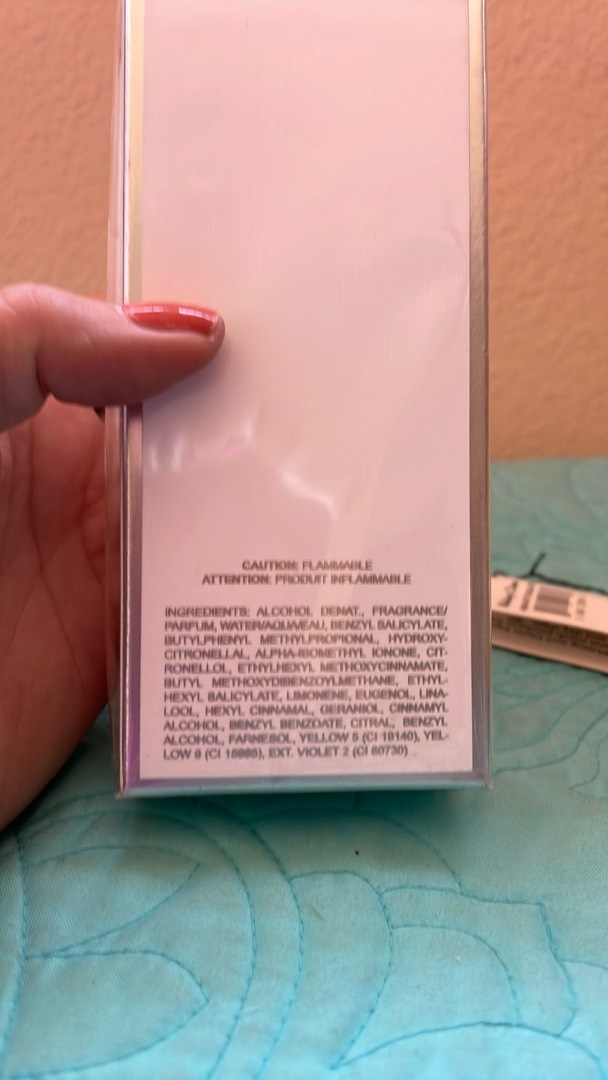 CAUTION: FLAMMABLE
ATTENTION: PRODUIT INFLAMMABLE
INGREDIENTS: ALCOHOL DENAT., FRAGRANCE/
PARFUM, WATER/AQUA/EAU, BENZYL SALICYLATE,
BUTYLPHENYL METHYLPROPIONAL, HYDROXY-
CITRONELLAL, ALPHA-ISOMETHYL IONONE, CIT-
RONELLOL, ETHYLHEXYL METHOXYCINNAMATE,
BUTYL METHOXYDIBENZOYLMETHANE, ETHYL-
HEXYL SALICYLATE, LIMONENE, EUGENOL, LINA-
LOOL, HEXYL CINNAMAL, GERANIOL, CINNAMYL
ALCOHOL, BENZYL BENZOATE, CITRAL, BENZYL
ALCOHOL, FARNESOL, YELLOW 5 (CI 19140), YEL-
LOW 6 (CI 15985), EXT. VIOLET 2 (CI 60730)